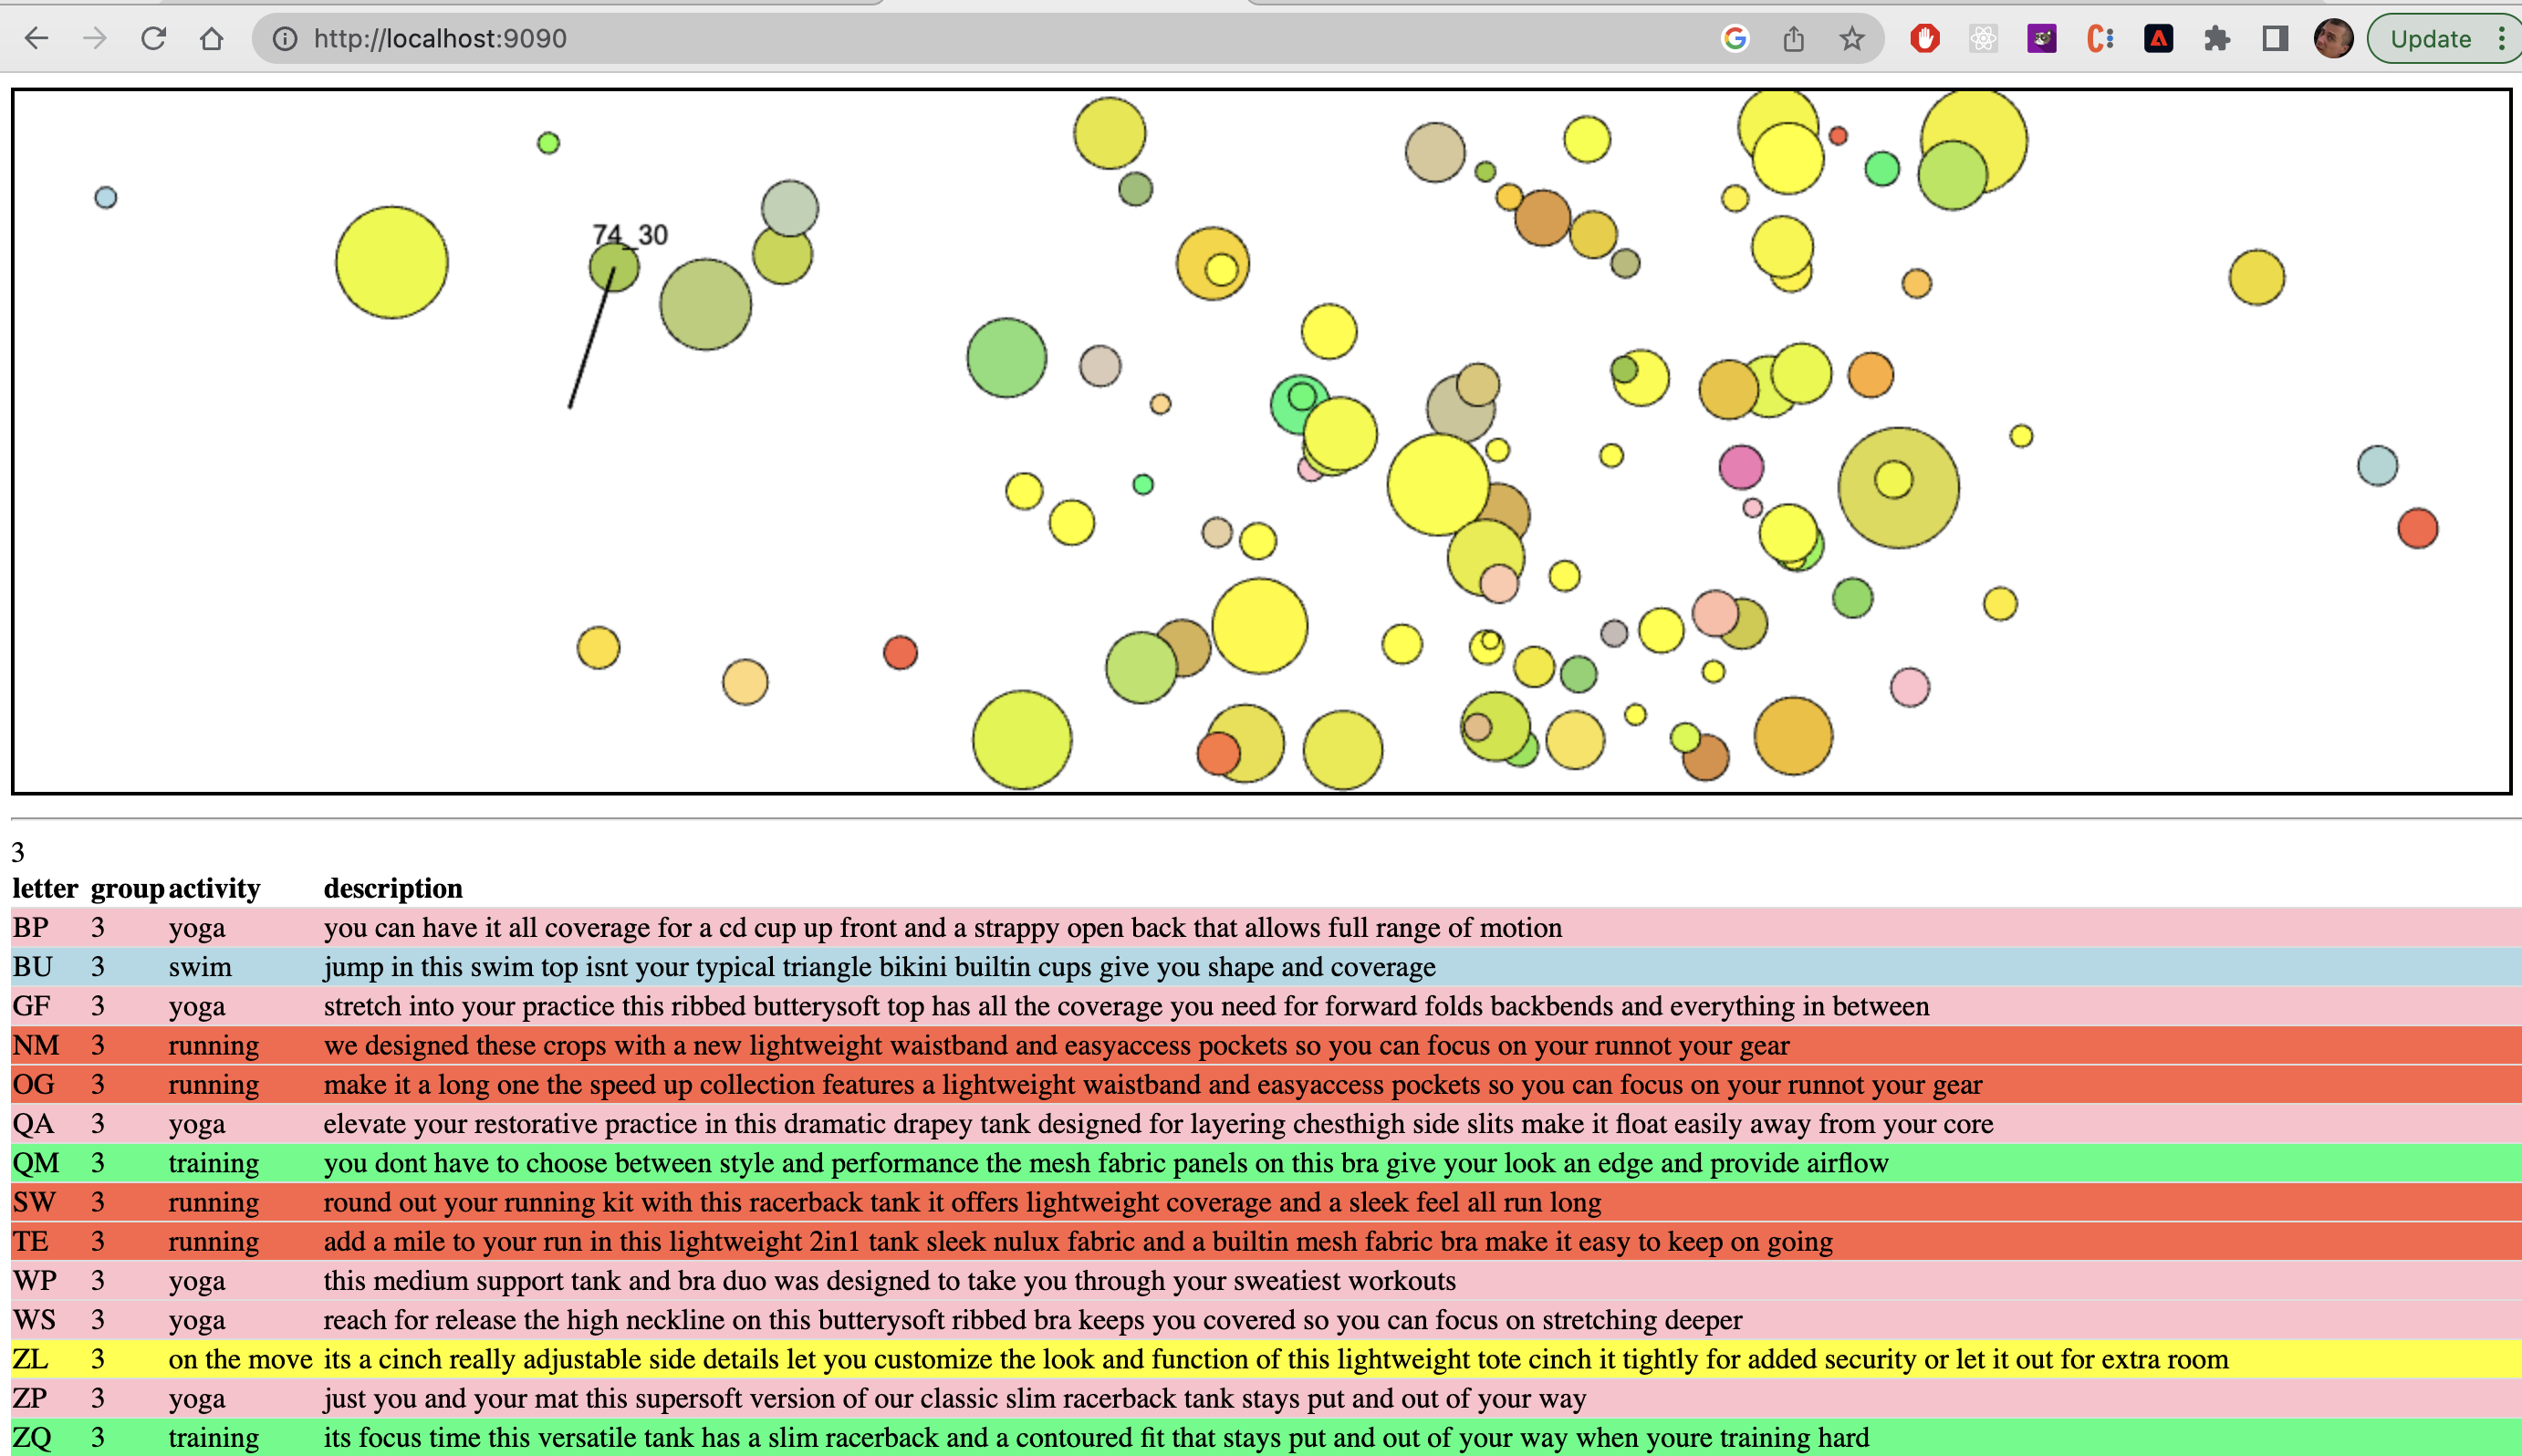 http://localhost:9090
Update
74_30
3
letter group activity description
BP 3 yoga you can have it all coverage for a cd cup up front and a strappy open back that allows full range of motion
BU 3 swim jump in this swim top isnt your typical triangle bikini builtin cups give you shape and coverage
GF 3 yoga stretch into your practice this ribbed butterysoft top has all the coverage you need for forward folds backbends and everything in between
NM 3 running we designed these crops with a new lightweight waistband and easyaccess pockets so you can focus on your runnot your gear
OG 3 running make it a long one the speed up collection features a lightweight waistband and easyaccess pockets so you can focus on your runnot your gear
QA 3 yoga elevate your restorative practice in this dramatic drapey tank designed for layering chesthigh side slits make it float easily away from your core
QM 3 training you dont have to choose between style and performance the mesh fabric panels on this bra give your look an edge and provide airflow
SW 3 running round out your running kit with this racerback tank it offers lightweight coverage and a sleek feel all run long
TE 3 running add a mile to your run in this lightweight 2in1 tank sleek nulux fabric and a builtin mesh fabric bra make it easy to keep on going
WP 3 yoga this medium support tank and bra duo was designed to take you through your sweatiest workouts
WS 3 yoga reach for release the high neckline on this butterysoft ribbed bra keeps you covered so you can focus on stretching deeper
ZL 3 on the move its a cinch really adjustable side details let you customize the look and function of this lightweight tote cinch it tightly for added security or let it out for extra room
ZP 3 yoga just you and your mat this supersoft version of our classic slim racerback tank stays put and out of your way
ZQ 3 training its focus time this versatile tank has a slim racerback and a contoured fit that stays put and out of your way when youre training hard